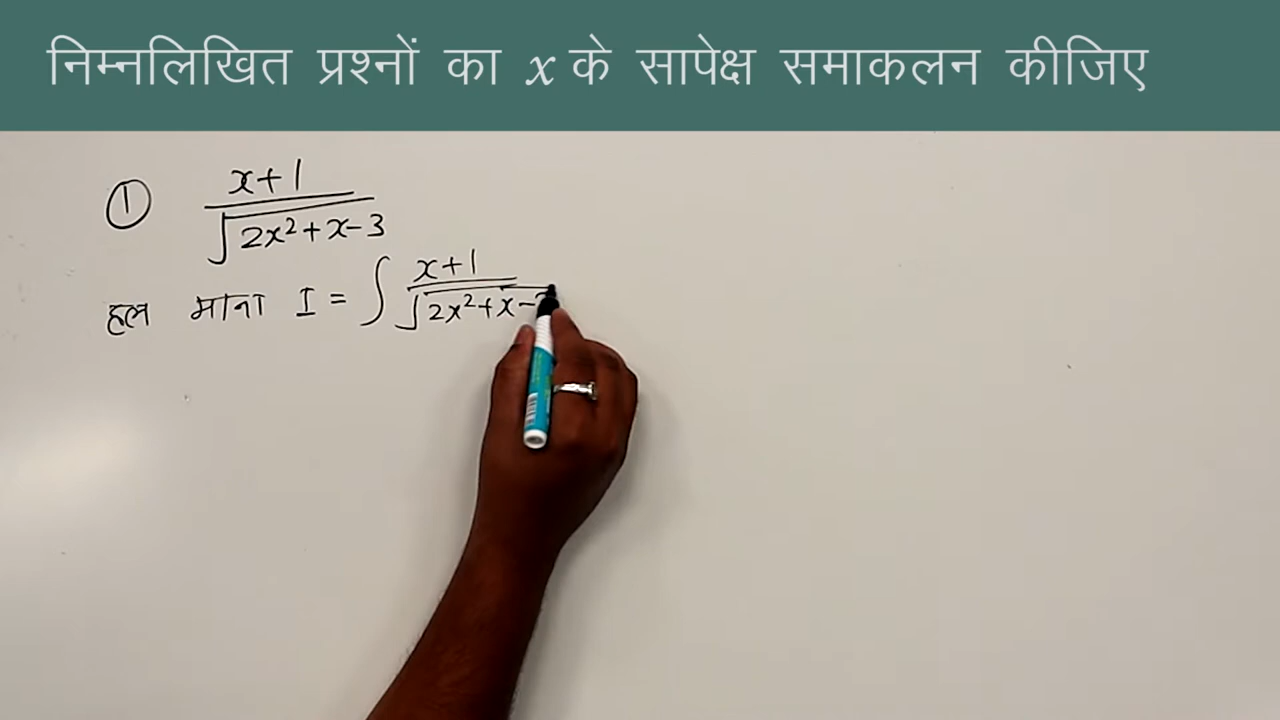 निम्नलिखित प्रश्नों का x के सापेक्ष समाकलन कीजिए
① x+1
√2x²+x-3
हल माना I = ∫ x+1
√2x²+x-